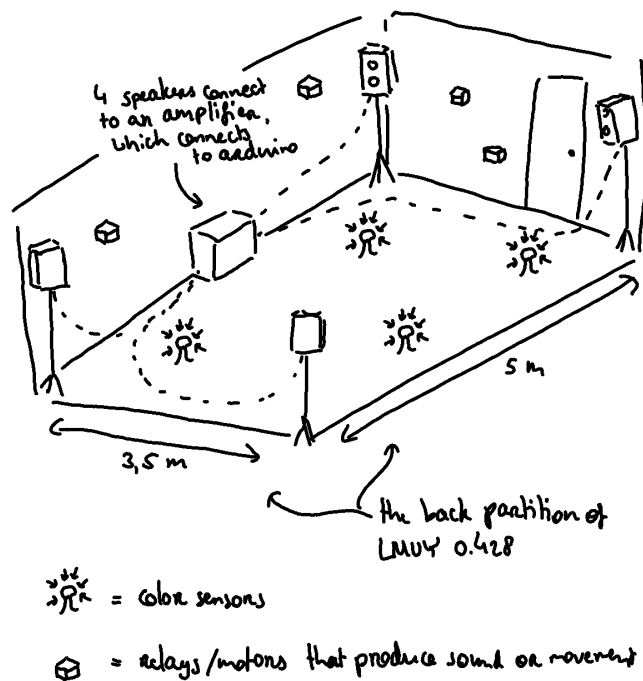 4 speakers connect
to an amplifier,
which connects
to arduino
5 m
3,5 m
the back partition of
LMUY 0.428
= color sensors
= relays/motors that produce sound or movement